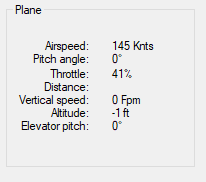 Plane
Airspeed: 145 Knts
Pitch angle: 0°
Throttle: 41%
Distance:
Vertical speed: 0 Fpm
Altitude: -1 ft
Elevator pitch: 0°